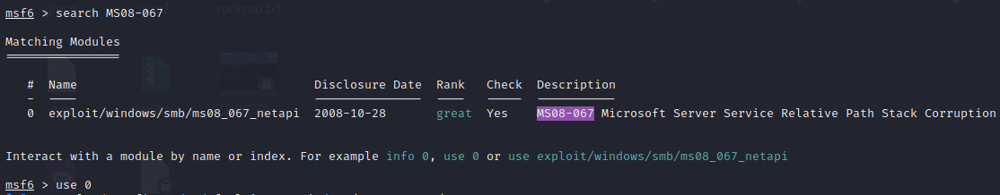 rockyou.txt
msf6 > search MS08-067
Matching Modules
================
# Name Disclosure Date Rank Check Description
- ---- --------------- ---- ----- -----------
0 exploit/windows/smb/ms08_067_netapi 2008-10-28 great Yes MS08-067 Microsoft Server Service Relative Path Stack Corruption
Interact with a module by name or index. For example info 0, use 0 or use exploit/windows/smb/ms08_067_netapi
msf6 > use 0